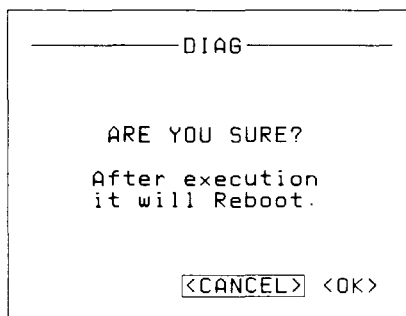 DIAG
ARE YOU SURE?
After execution
it will Reboot.
<CANCEL> <OK>